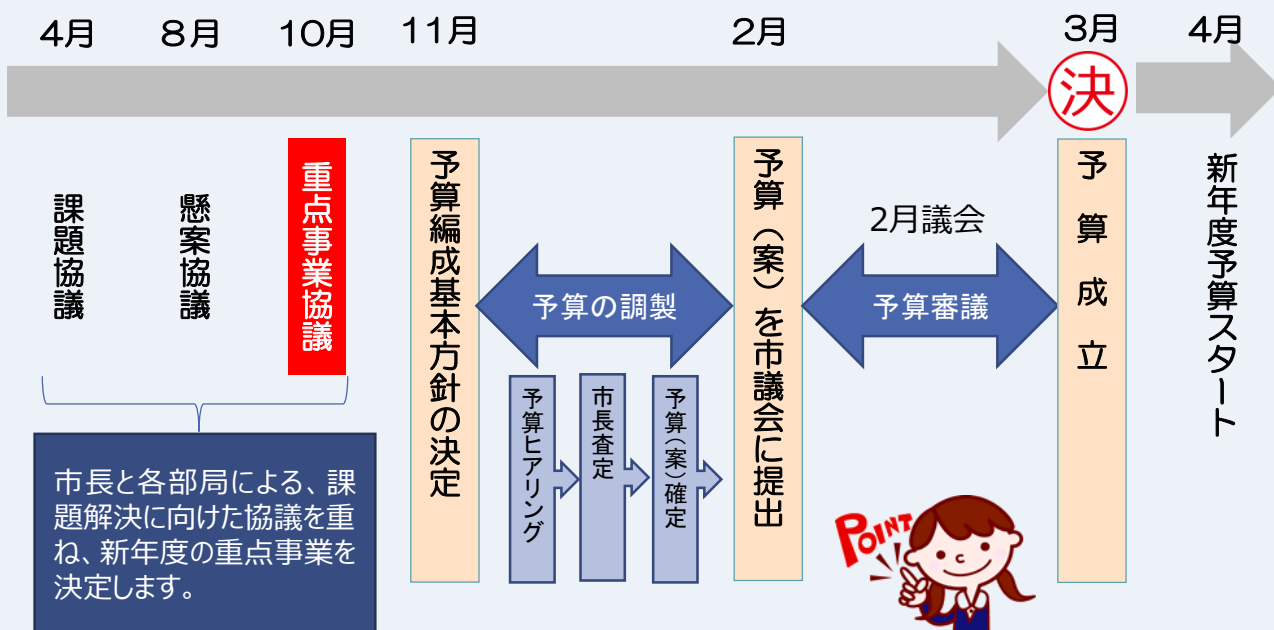 4月
8月
10月
11月
2月
3月
4月
決
課題協議
懸案協議
重点事業協議
市長と各部局による、課
題解決に向けた協議を重
ね、新年度の重点事業を
決定します。
予算編成基本方針の決定
予算の調製
予算ヒアリング
市長査定
予算(案)確定
予算(案)を市議会に提出
2月議会
予算審議
予算成立
新年度予算スタート
POINT